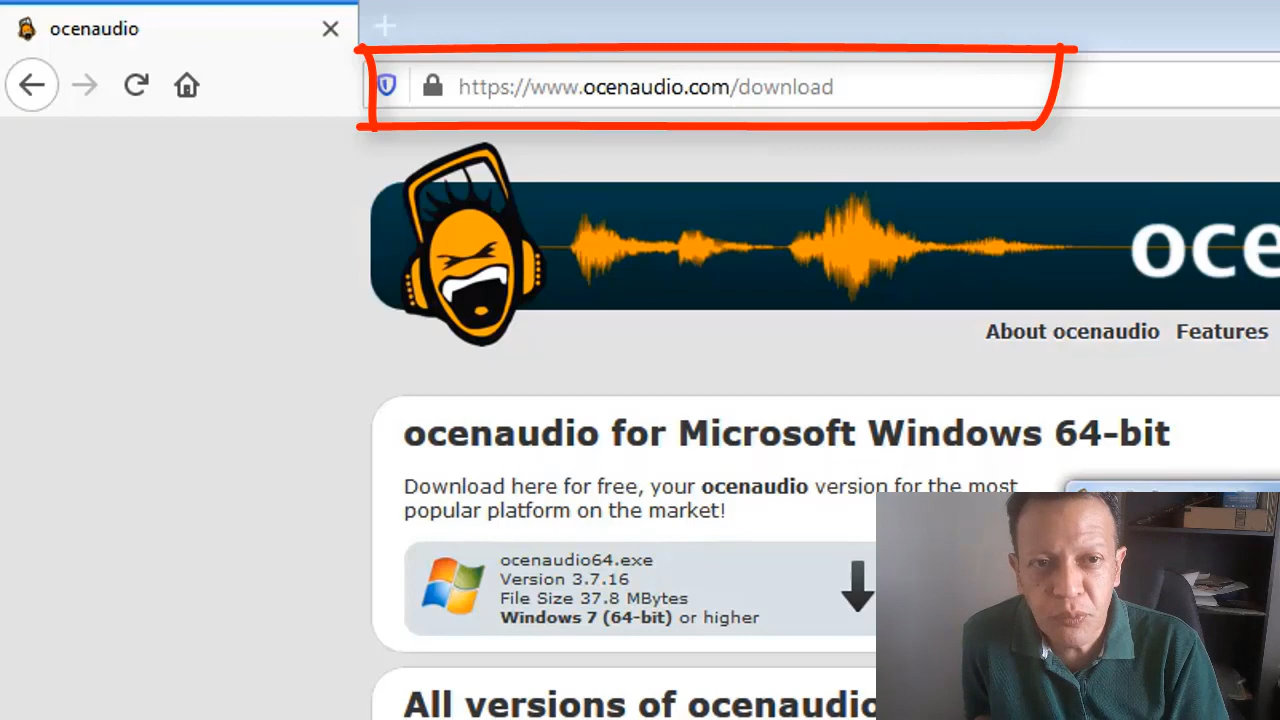 ocenaudio
https://www.ocenaudio.com/download
oce
About ocenaudio Features
ocenaudio for Microsoft Windows 64-bit
Download here for free, your ocenaudio version for the most
popular platform on the market!
ocenaudio64.exe
Version 3.7.16
File Size 37.8 MBytes
Windows 7 (64-bit) or higher
All versions of ocenaudio